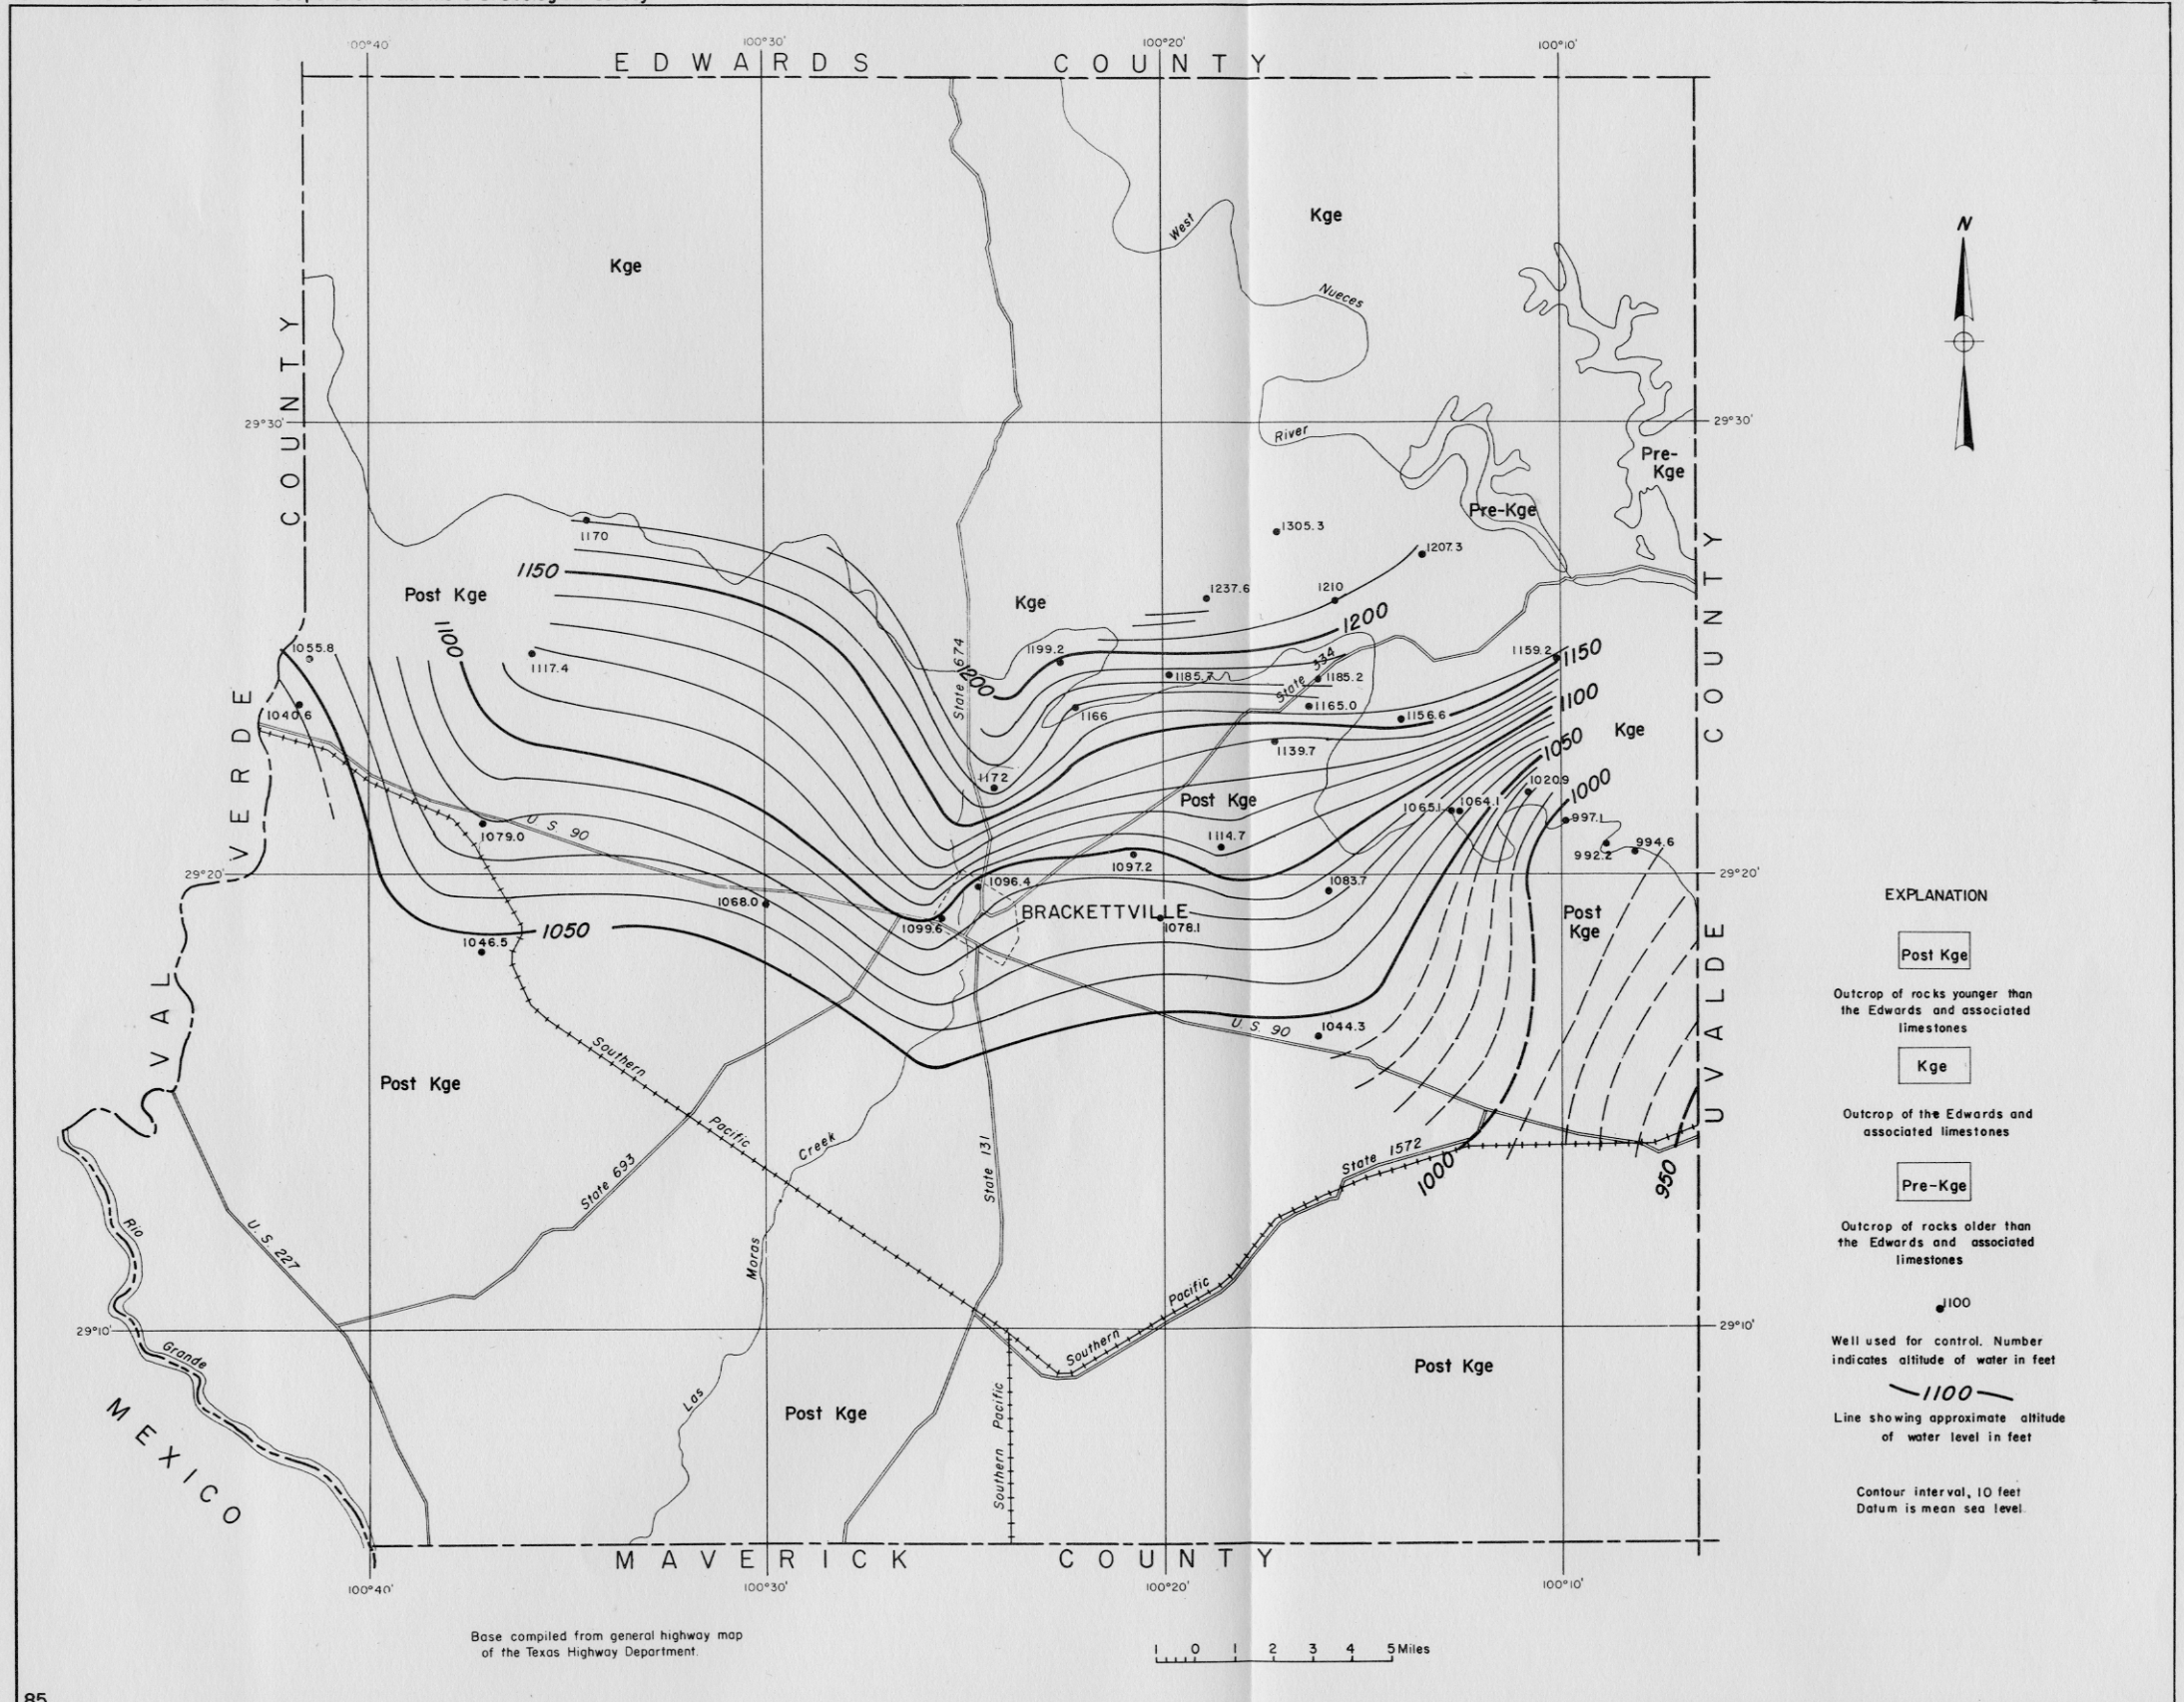 100°40'
100°30'
100°20'
100°10'
EDWARDS COUNTY
West
Kge
Kge
Nueces
N
29°30'
29°30'
River
COUNTY
Pre-
Kge
Pre-Kge
1305.3
1170
1207.3
1150
1237.6
1210
Post Kge
Kge
1200
1100
1055.8
1199.2
State 674
State 334
1159.2
1150
1117.4
1200
1185.7
1185.2
1100
1040.6
1166
1165.0
1156.6
COUNTY
Kge
1050
1139.7
1172
1020.9
1000
VAL VERDE
Post Kge
1065.1
1064.1
997.1
U.S. 90
1079.0
1114.7
994.6
992.2
1097.2
29°20'
29°20'
1096.4
1083.7
EXPLANATION
1068.0
BRACKETTVILLE
Post
Kge
1099.6
1078.1
1050
1046.5
Post Kge
Outcrop of rocks younger than
the Edwards and associated
limestones
U.S. 90
1044.3
UVALDE
Southern
Kge
Post Kge
Outcrop of the Edwards and
associated limestones
Pacific
Creek
State 1572
1000
950
State 131
State 693
Pre-Kge
Rio
U.S. 227
Outcrop of rocks older than
the Edwards and associated
limestones
Moras
Pacific
1100
29°10'
29°10'
Southern
Grande
Well used for control. Number
indicates altitude of water in feet
Post Kge
1100
Las
Southern Pacific
Post Kge
Line showing approximate altitude
of water level in feet
MEXICO
Contour interval, 10 feet
Datum is mean sea level
MAVERICK COUNTY
100°40'
100°30'
100°20'
100°10'
Base compiled from general highway map
of the Texas Highway Department.
1 0 1 2 3 4 5 Miles
85